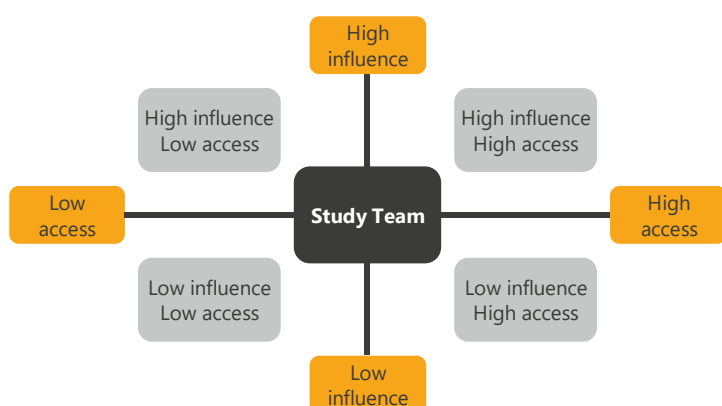 High
influence
High influence
Low access
High influence
High access
Low
access
Study Team
High
access
Low influence
Low access
Low influence
High access
Low
influence